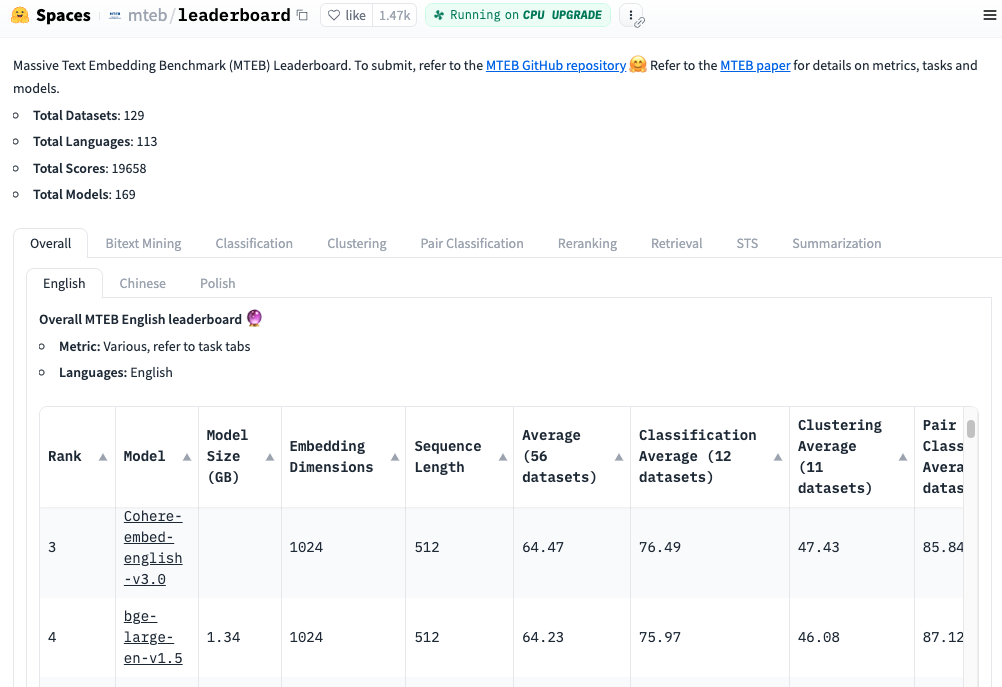 Spaces mteb/leaderboard like 1.47k Running on CPU UPGRADE
Massive Text Embedding Benchmark (MTEB) Leaderboard. To submit, refer to the MTEB GitHub repository 🤗 Refer to the MTEB paper for details on metrics, tasks and
models.
Total Datasets: 129
Total Languages: 113
Total Scores: 19658
Total Models: 169
Overall Bitext Mining Classification Clustering Pair Classification Reranking Retrieval STS Summarization
English Chinese Polish
Overall MTEB English leaderboard 🔮
Metric: Various, refer to task tabs
Languages: English
Rank
Model
Model
Size
(GB)
Embedding
Dimensions
Sequence
Length
Average
(56
datasets)
Classification
Average (12
datasets)
Clustering
Average
(11
datasets)
Pair
Class
Avera
datas
3
Cohere-
embed-
english
-v3.0
1024
512
64.47
76.49
47.43
85.84
4
bge-
large-
en-v1.5
1.34
1024
512
64.23
75.97
46.08
87.12